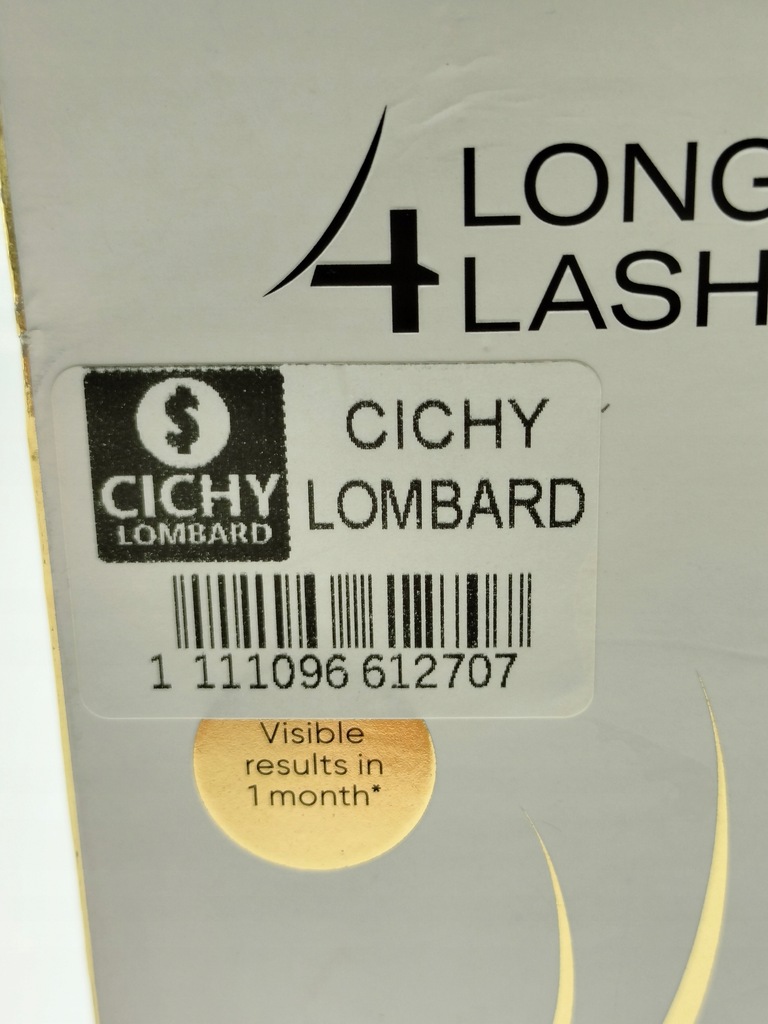 4 LONG
LASH
$
CICHY
LOMBARD
CICHY
LOMBARD
1 111096 612707
Visible
results in
1 month*